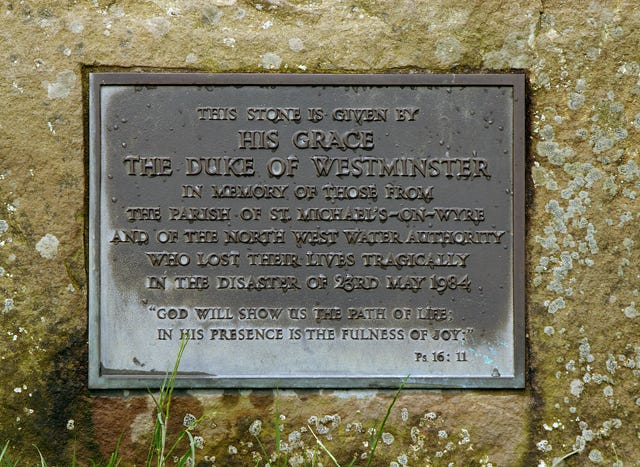 THIS STONE IS GIVEN BY
HIS GRACE
THE DUKE OF WESTMINSTER
IN MEMORY OF THOSE FROM
THE PARISH OF ST. MICHAEL'S-ON-WYRE
AND OF THE NORTH WEST WATER AUTHORITY
WHO LOST THEIR LIVES TRAGICALLY
IN THE DISASTER OF 23RD MAY 1984
"GOD WILL SHOW US THE PATH OF LIFE;
IN HIS PRESENCE IS THE FULNESS OF JOY:"
Ps. 16: 11